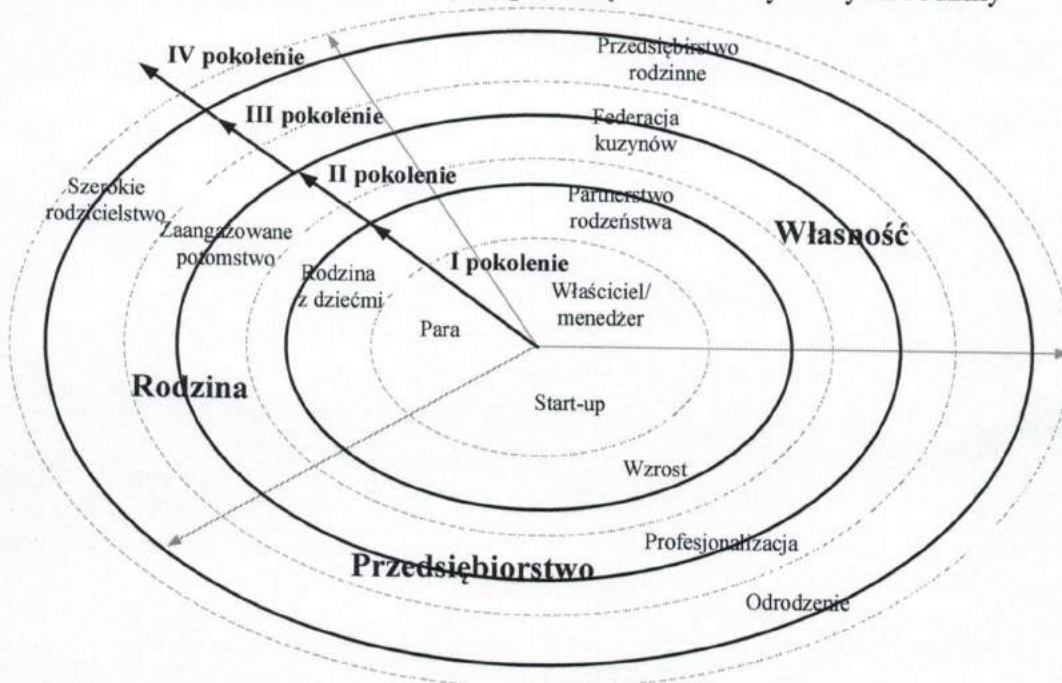 IV pokolenie
Przedsiębirstwo
rodzinne
III pokolenie
Federacja
kuzynów
II pokolenie
Szerokie
rodzicielstwo
Partnerstwo
rodzeństwa
Zaangażowane
potomstwo
Własność
I pokolenie
Rodzina
z dziećmi
Właściciel/
menedżer
Para
Rodzina
Start-up
Wzrost
Profesjonalizacja
Przedsiębiorstwo
Odrodzenie